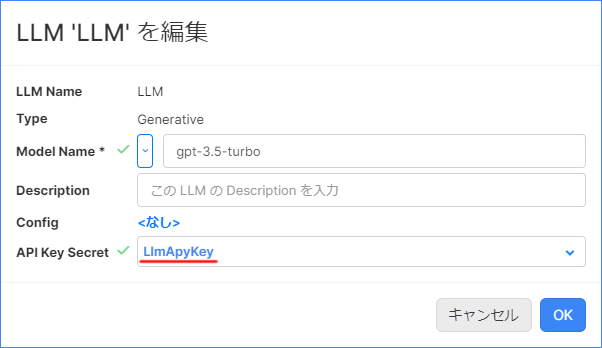 LLM 'LLM' を編集
LLM Name LLM
Type Generative
Model Name * gpt-3.5-turbo
Description この LLM の Description を入力
Config <なし>
API Key Secret LlmApyKey
キャンセル OK